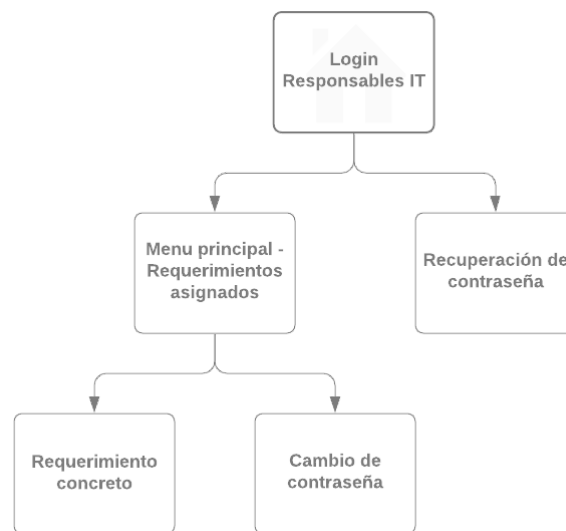 Login
Responsables IT
Menu principal -
Requerimientos
asignados
Recuperación de
contraseña
Requerimiento
concreto
Cambio de
contraseña